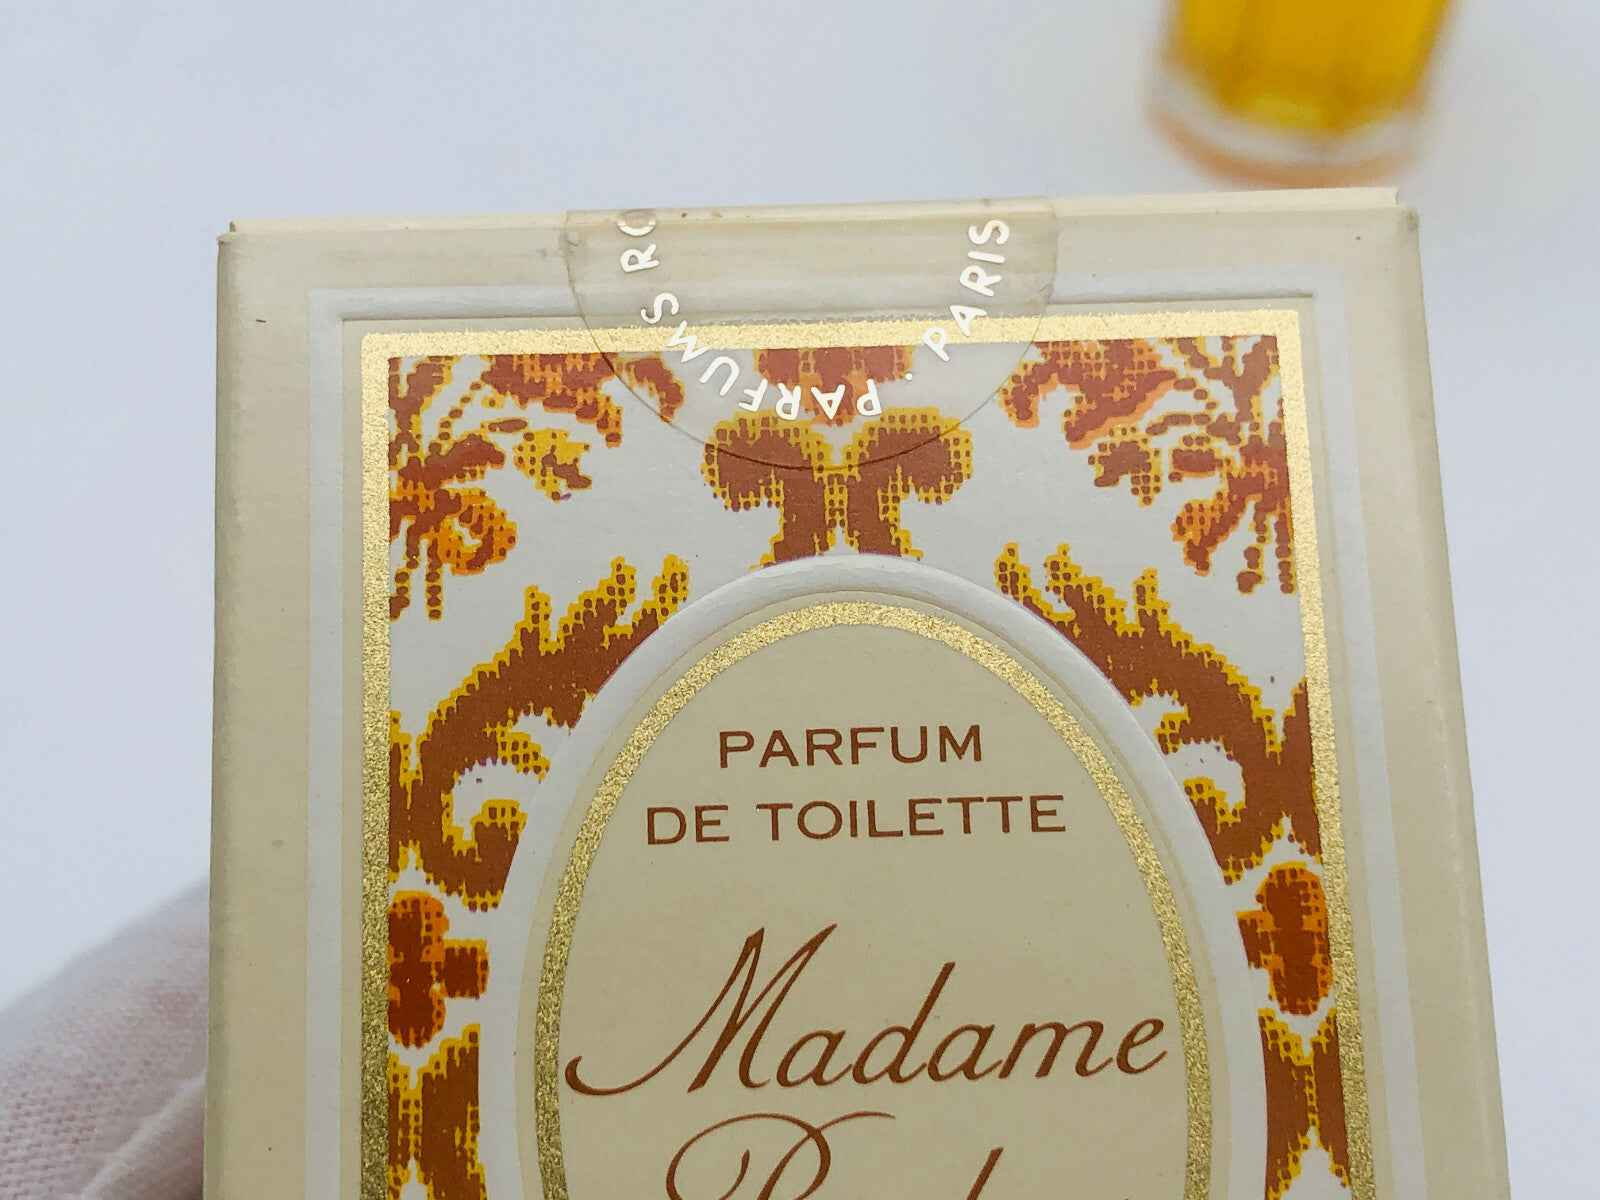 PARFUMS
. PARIS
PARFUM
DE TOILETTE
Madame